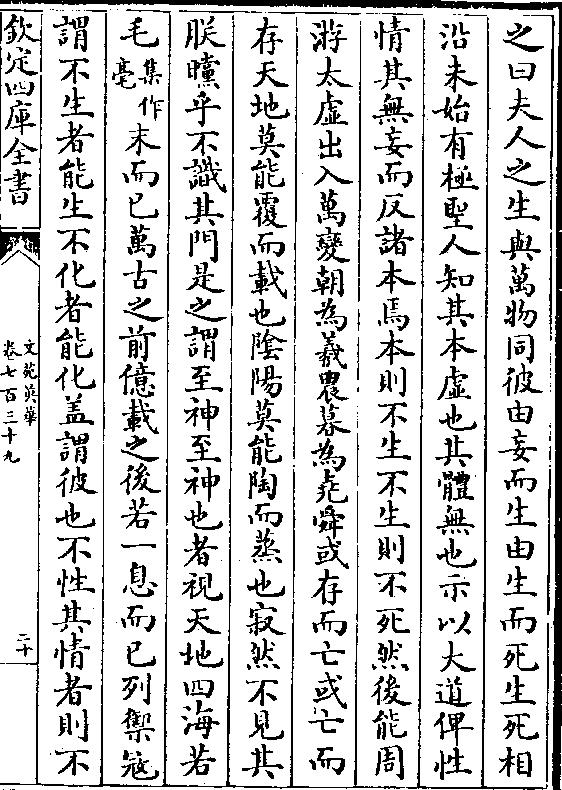 之曰夫人之生與萬物同彼由妄而生由生而死生死相
沿未始有極聖人知其本虛也其體無也示以大道俾性
情其無妄而反諸本焉本則不生不生則不死然後能周
游太虛出入萬變朝為羲農暮為堯舜或存而亡或亡而
存天地莫能覆而載也陰陽莫能陶而蒸也寂然不見其
朕矘乎不識其門是之謂至神至神也者視天地四海若
毛集作毫末而已萬古之前億載之後若一息而已列禦寇
謂不生者能生不化者能化蓋謂彼也不性其情者則不
欽定四庫全書
文苑英華
卷七百三十九
二十